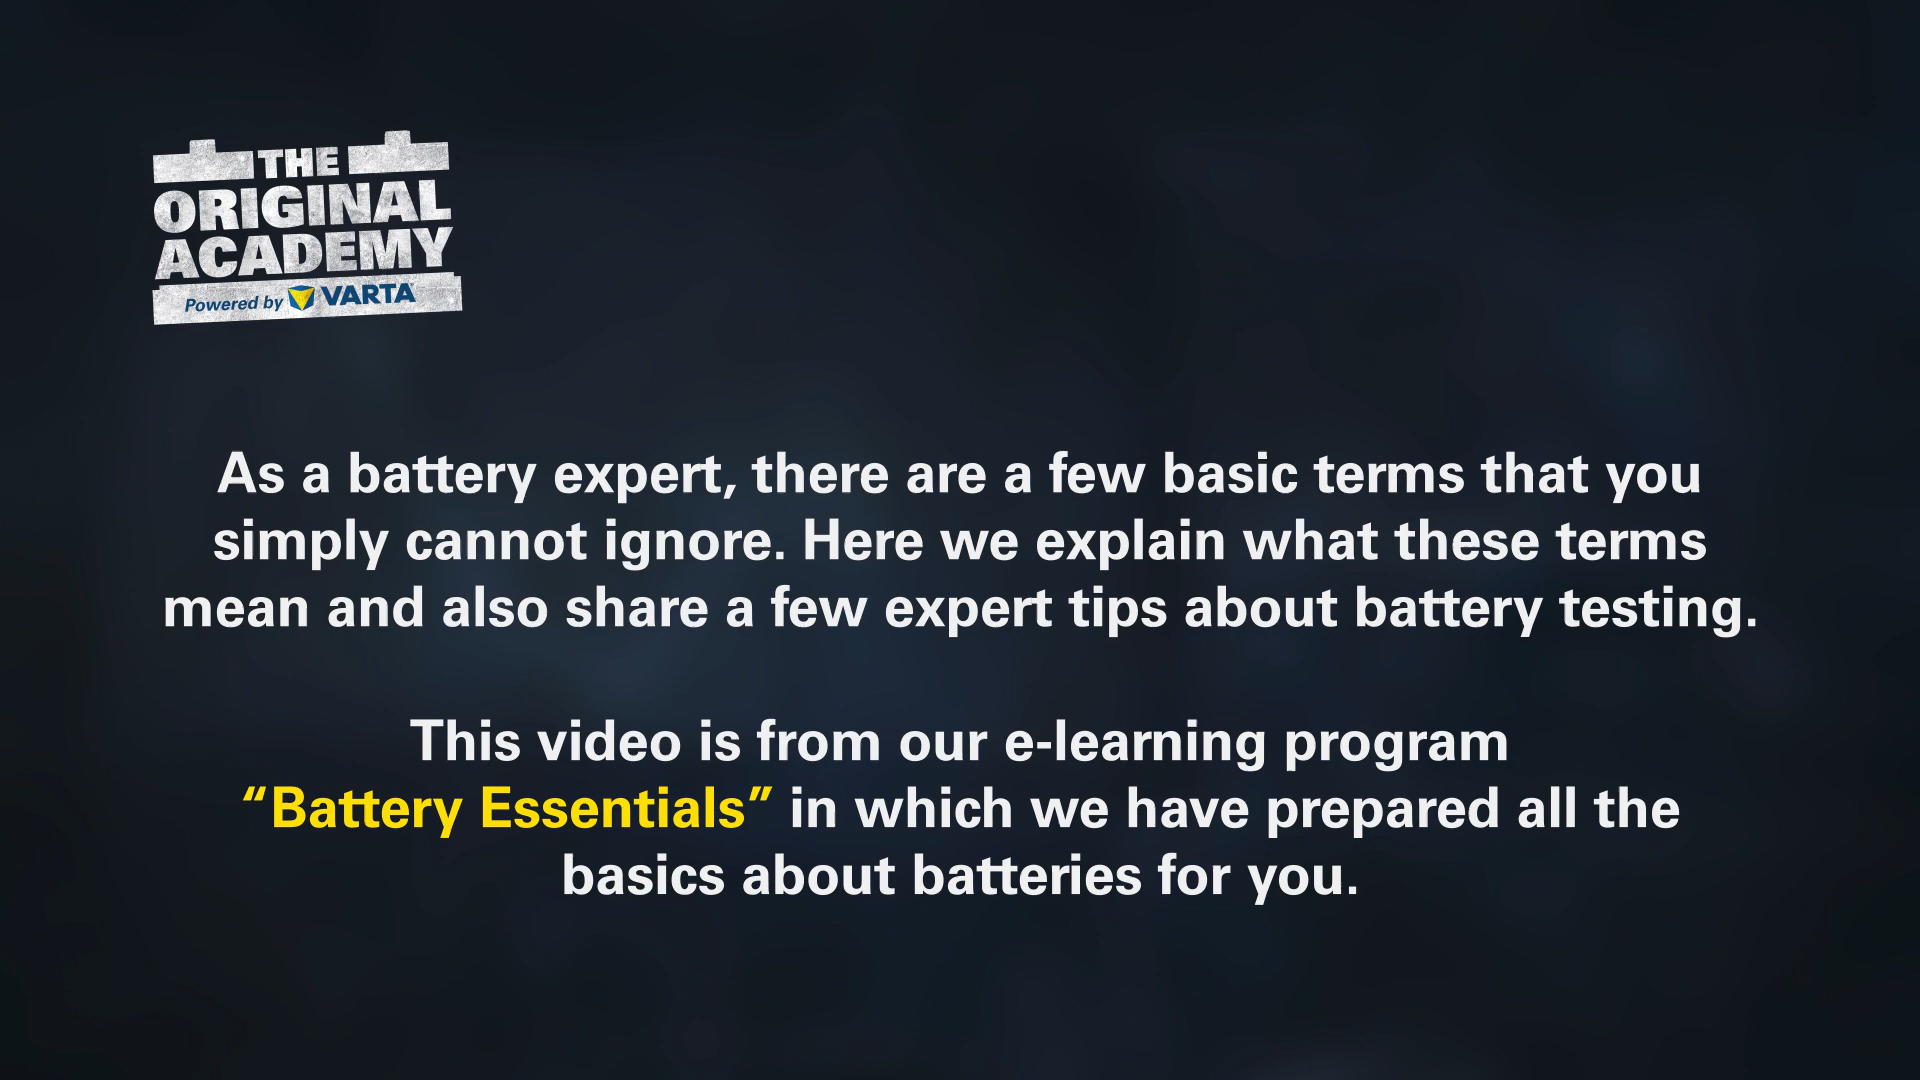 THE
ORIGINAL
ACADEMY
Powered by VARTA
As a battery expert, there are a few basic terms that you
simply cannot ignore. Here we explain what these terms
mean and also share a few expert tips about battery testing.
This video is from our e-learning program
“Battery Essentials” in which we have prepared all the
basics about batteries for you.